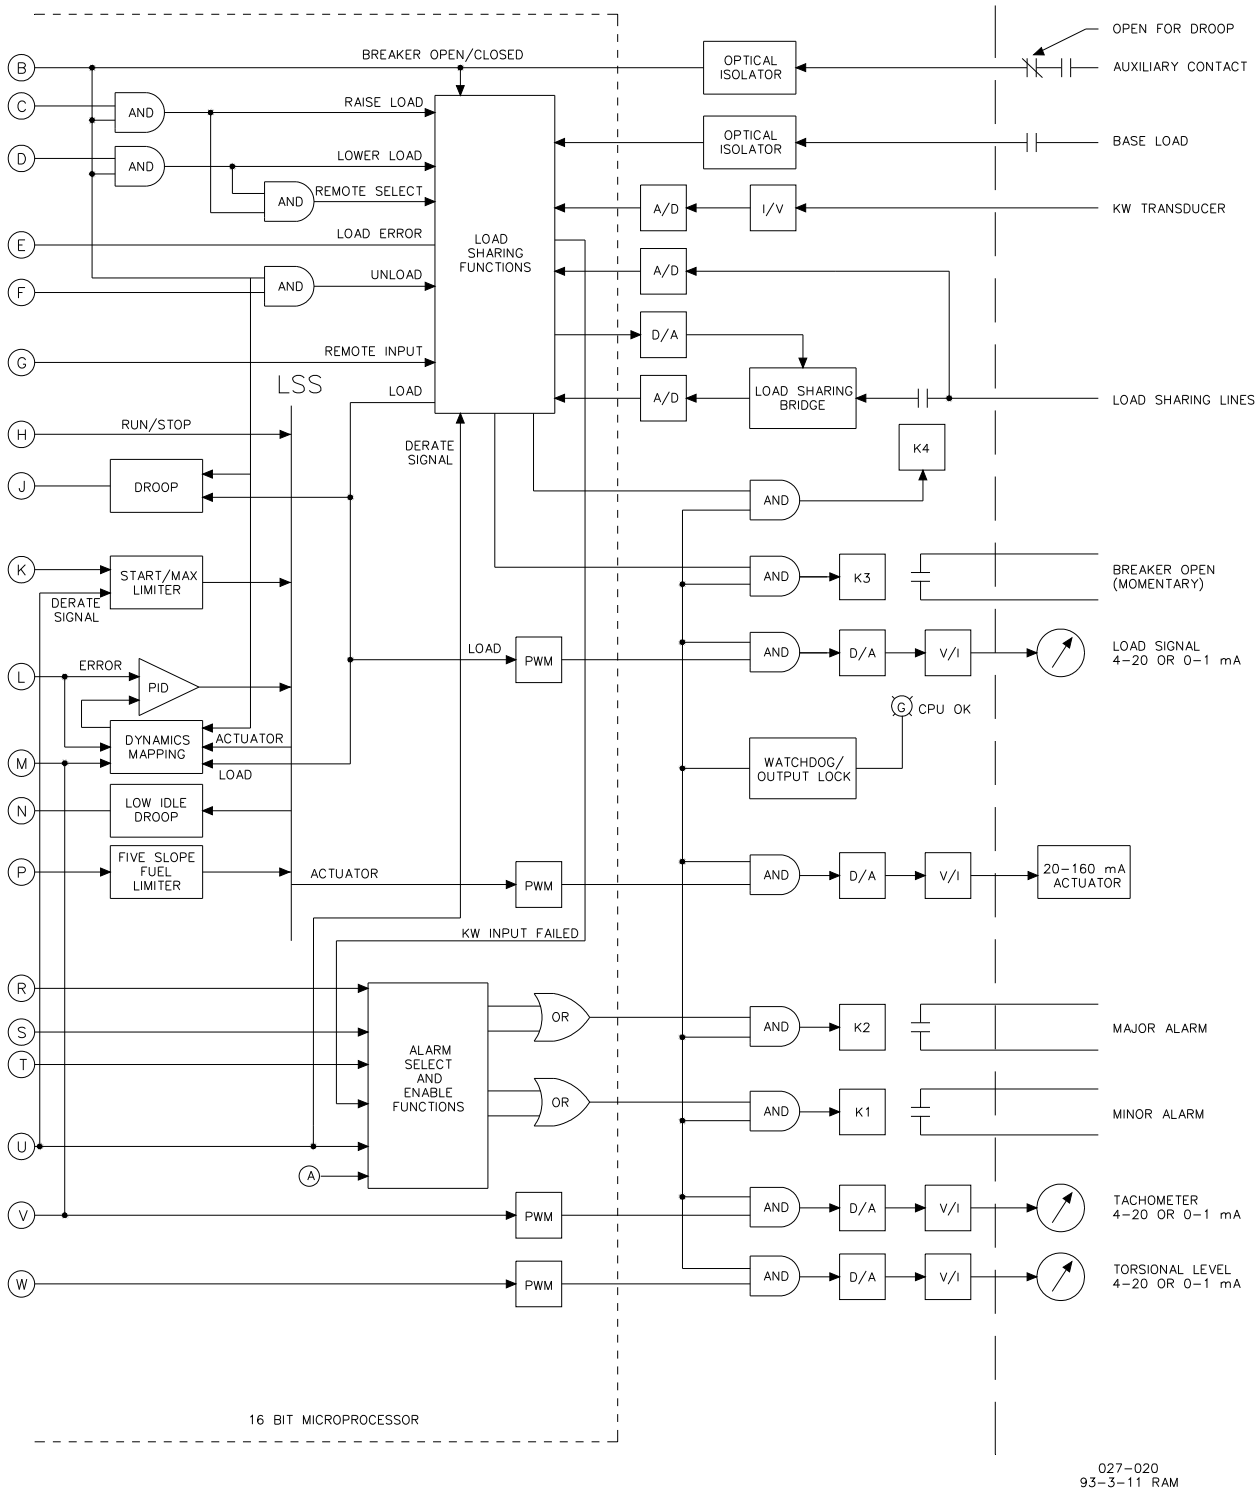 OPEN FOR DROOP
B
BREAKER OPEN/CLOSED
OPTICAL
ISOLATOR
AUXILIARY CONTACT
C
AND
RAISE LOAD
D
AND
LOWER LOAD
OPTICAL
ISOLATOR
BASE LOAD
AND
REMOTE SELECT
A/D
I/V
KW TRANSDUCER
E
LOAD ERROR
LOAD
SHARING
FUNCTIONS
F
AND
UNLOAD
A/D
D/A
G
REMOTE INPUT
LSS
LOAD
A/D
LOAD SHARING
BRIDGE
LOAD SHARING LINES
H
RUN/STOP
DERATE
SIGNAL
K4
J
DROOP
AND
K
START/MAX
LIMITER
DERATE
SIGNAL
AND
K3
BREAKER OPEN
(MOMENTARY)
L
ERROR
PID
LOAD
PWM
AND
D/A
V/I
LOAD SIGNAL
4-20 OR 0-1 mA
G
CPU OK
M
DYNAMICS
MAPPING
ACTUATOR
LOAD
WATCHDOG/
OUTPUT LOCK
N
LOW IDLE
DROOP
P
FIVE SLOPE
FUEL
LIMITER
ACTUATOR
PWM
AND
D/A
V/I
20-160 mA
ACTUATOR
KW INPUT FAILED
R
S
T
ALARM
SELECT
AND
ENABLE
FUNCTIONS
OR
AND
K2
MAJOR ALARM
OR
AND
K1
MINOR ALARM
U
A
V
PWM
AND
D/A
V/I
TACHOMETER
4-20 OR 0-1 mA
W
PWM
AND
D/A
V/I
TORSIONAL LEVEL
4-20 OR 0-1 mA
16 BIT MICROPROCESSOR
027-020
93-3-11 RAM